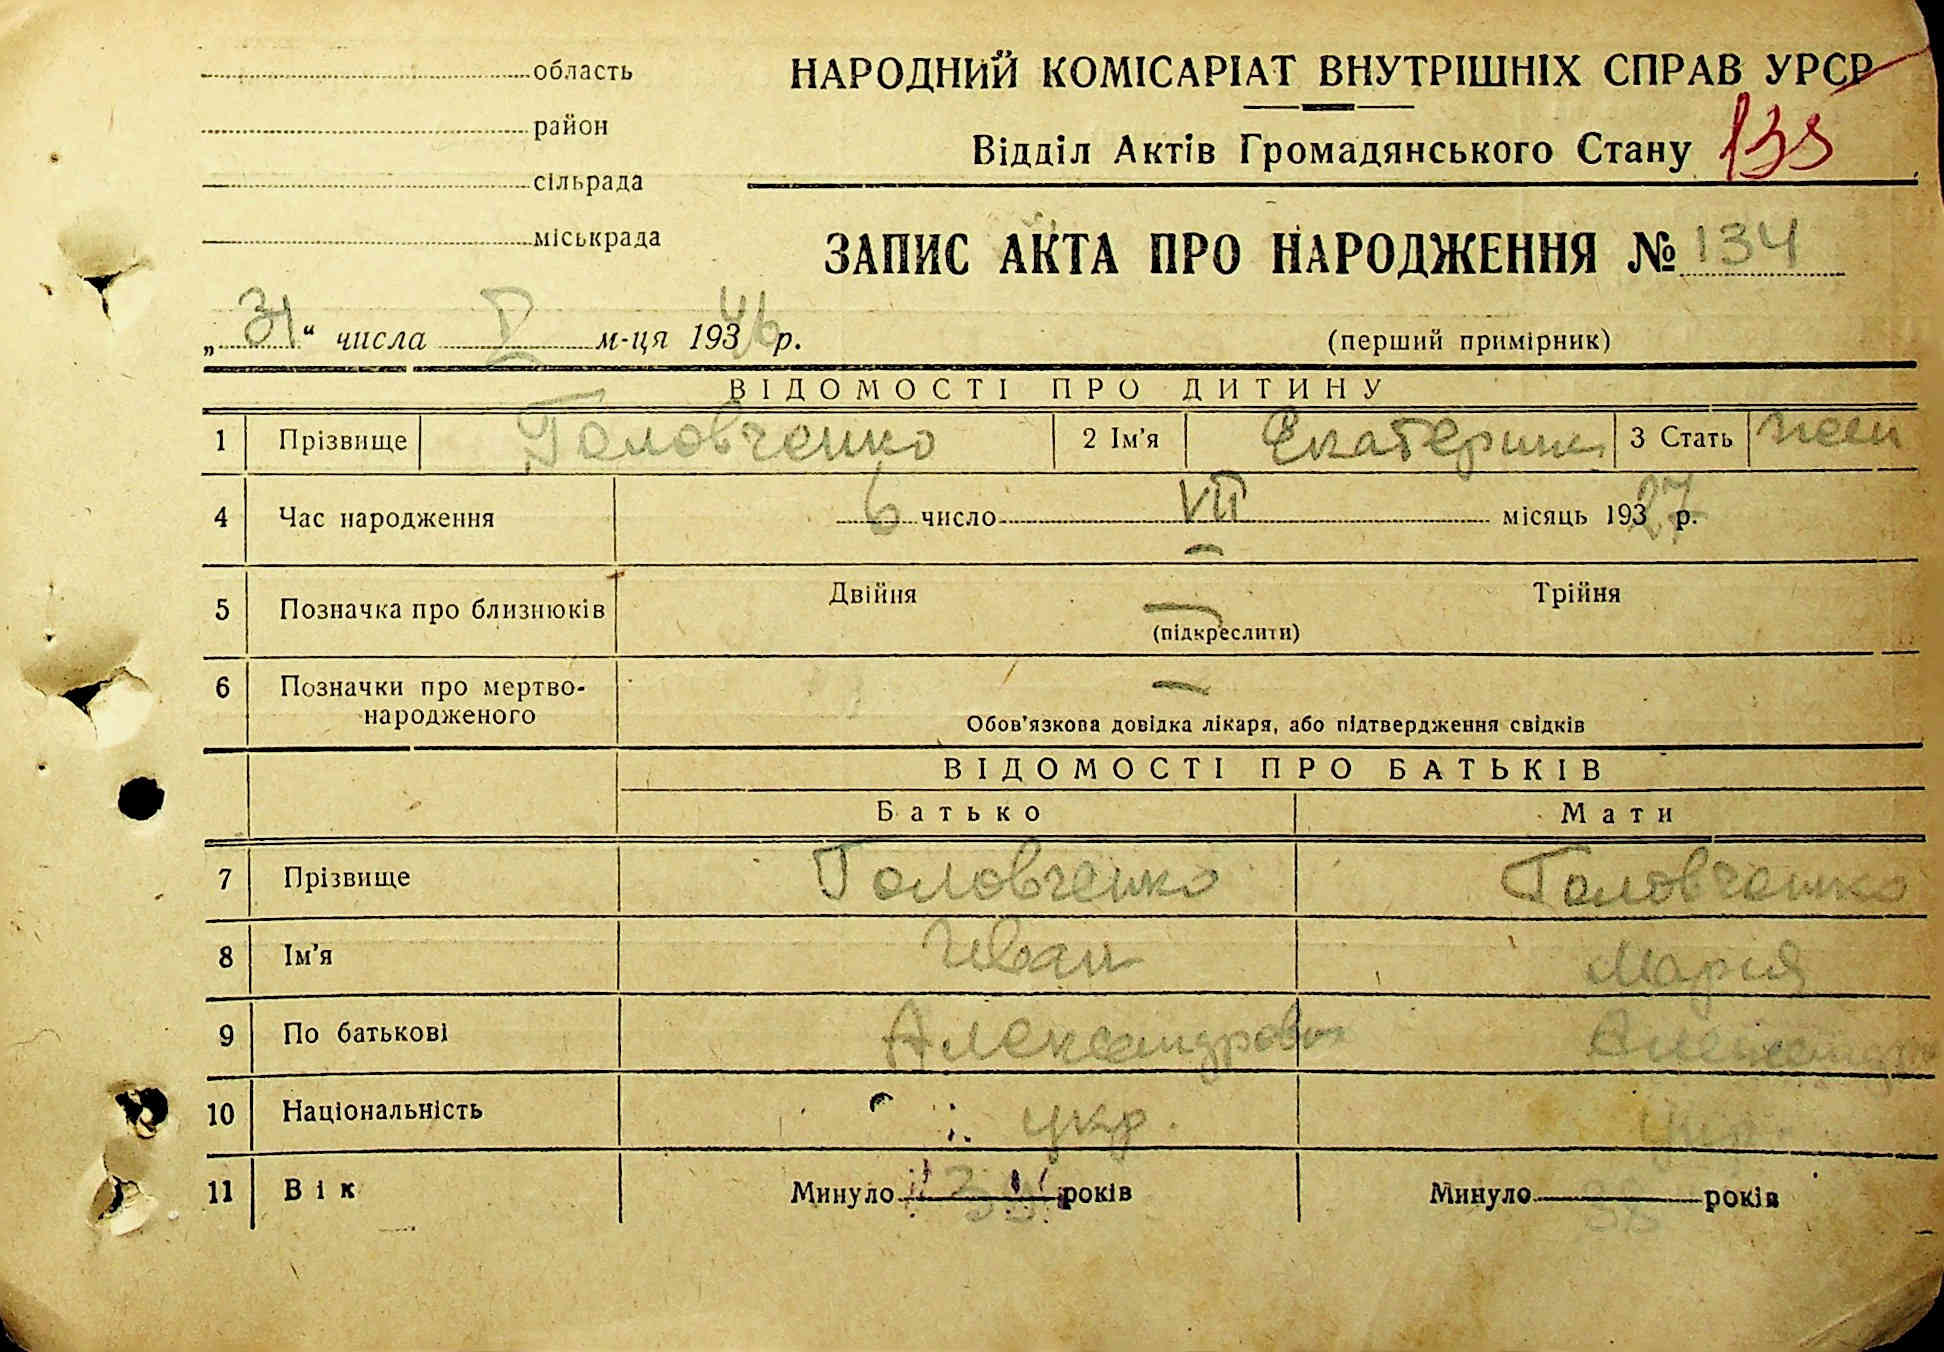 область
район
сільрада
міськрада
НАРОДНИЙ КОМІСАРІАТ ВНУТРІШНІХ СПРАВ УРСР
Відділ Актів Громадянського Стану 135
ЗАПИС АКТА ПРО НАРОДЖЕННЯ № 134
„31“ числа V м-ця 1946 р.
(перший примірник)
ВІДОМОСТІ ПРО ДИТИНУ
1 Прізвище Головченко 2 Ім'я Екатерина 3 Стать жен
4 Час народження 6 число VII місяць 1927 р.
5 Позначка про близнюків Двійня Трійня
(підкреслити)
6 Позначки про мертво-
народженого
Обов'язкова довідка лікаря, або підтвердження свідків
ВІДОМОСТІ ПРО БАТЬКІВ
Батько Мати
7 Прізвище Головченко Головченко
8 Ім'я Иван Мария
9 По батькові Александрович
10 Національність укр. укр.
11 Вік Минуло років Минуло 38 років